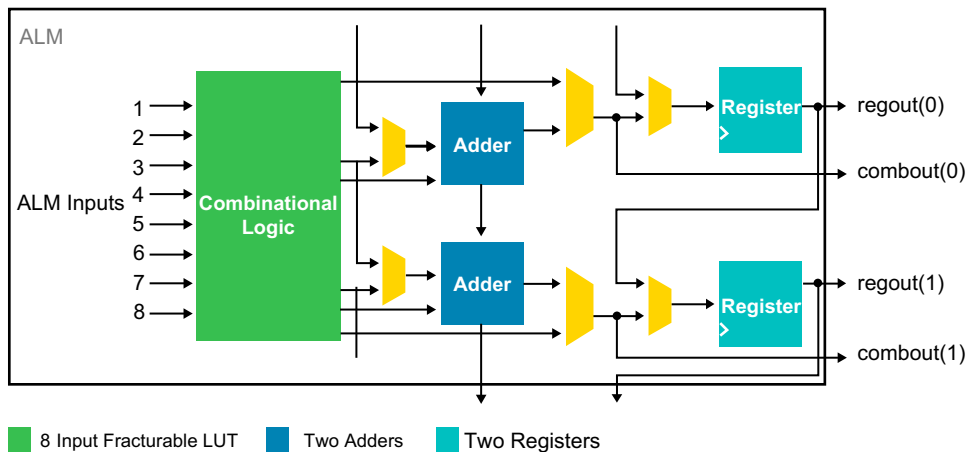 ALM
1
2
3
4
5
6
7
8
ALM Inputs
Combinational
Logic
Adder
Adder
Register
Register
regout(0)
combout(0)
regout(1)
combout(1)
8 Input Fracturable LUT
Two Adders
Two Registers